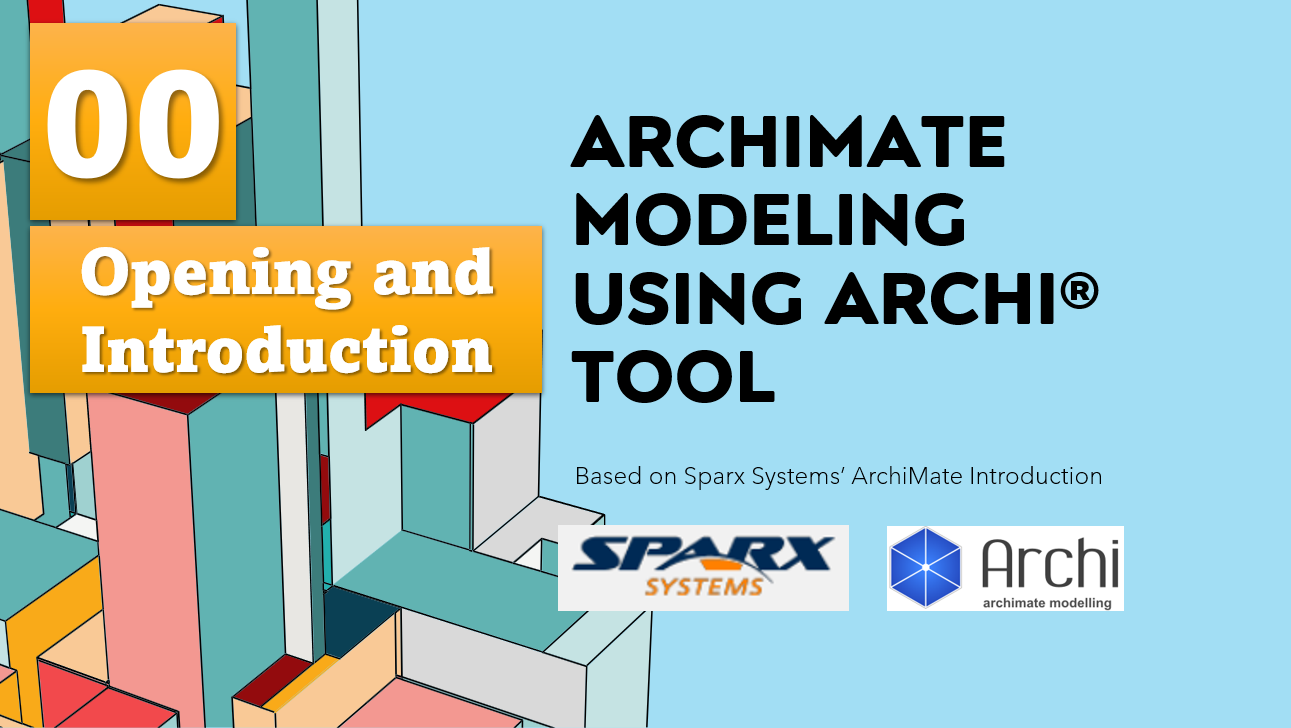 00
Opening and
Introduction
ARCHIMATE
MODELING
USING ARCHI®
TOOL
Based on Sparx Systems’ ArchiMate Introduction
SPARX
SYSTEMS
Archi
archimate modelling